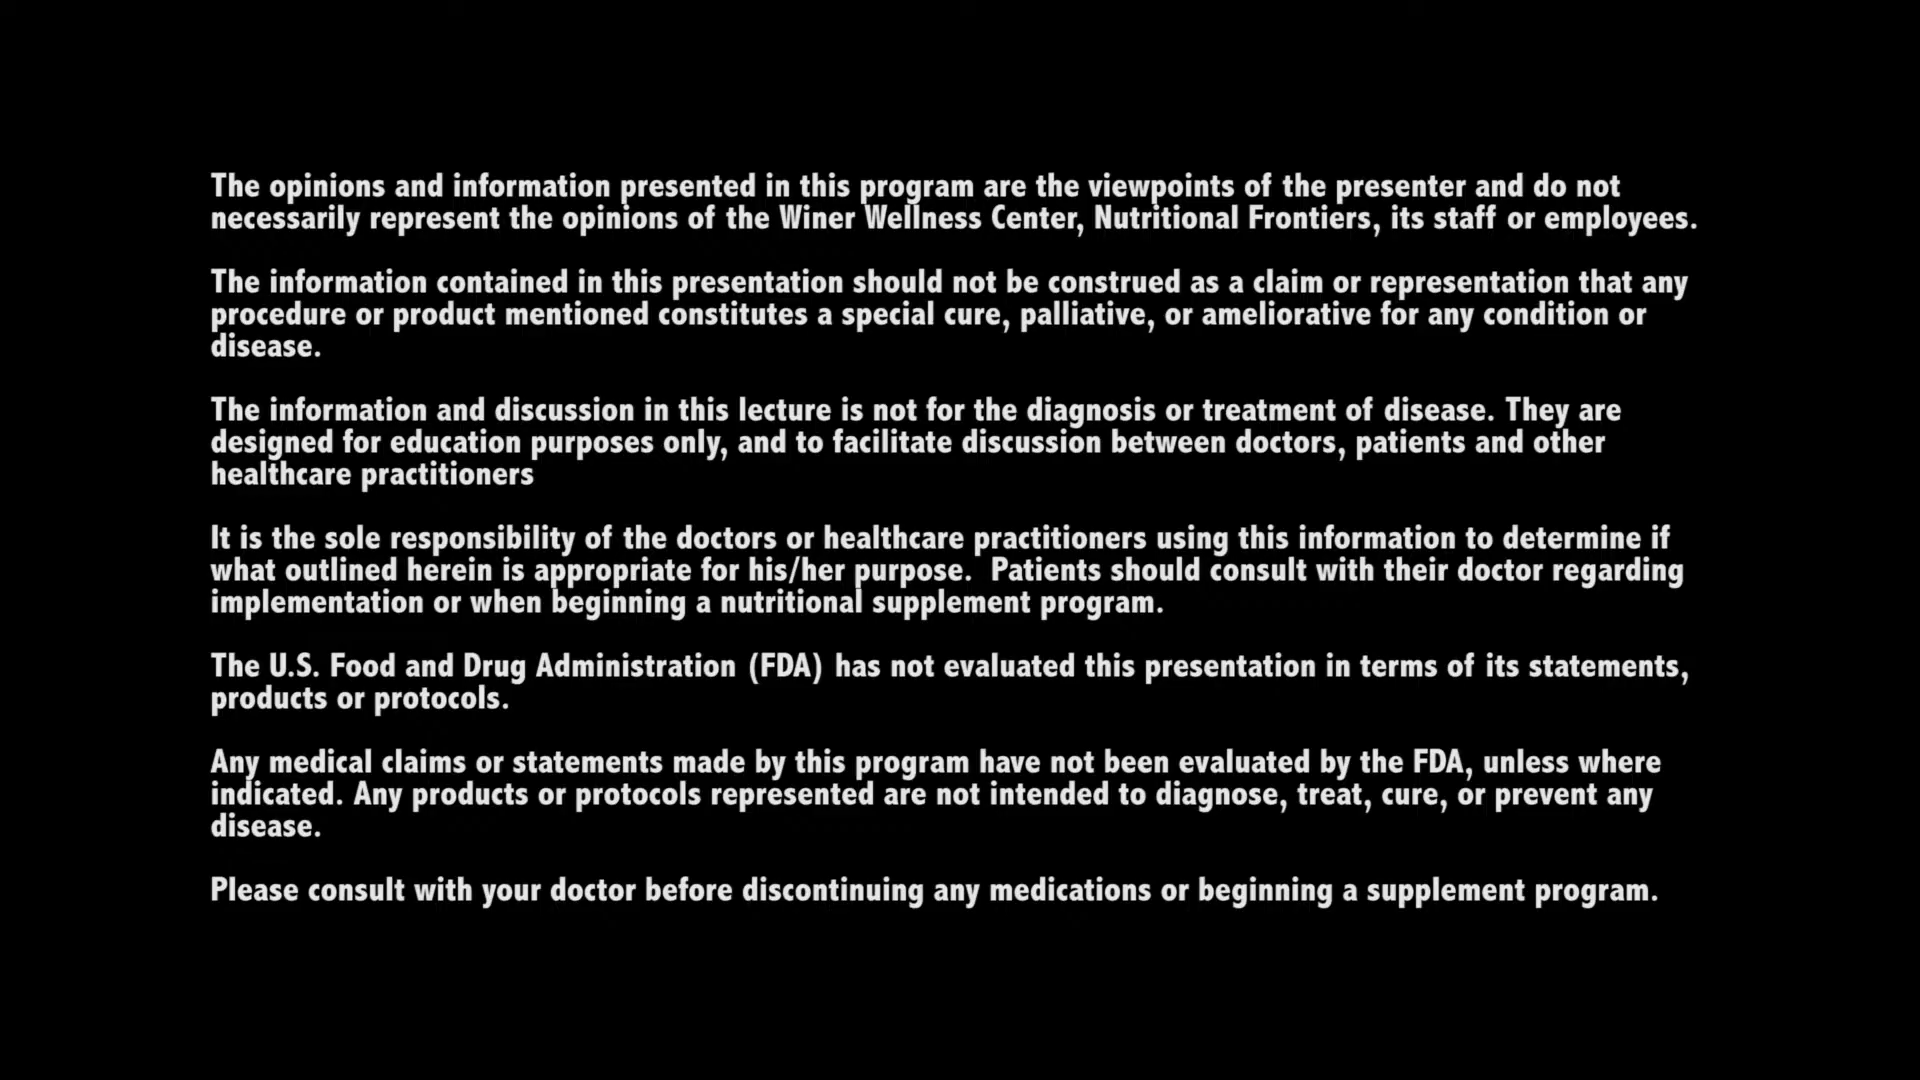 The opinions and information presented in this program are the viewpoints of the presenter and do not
necessarily represent the opinions of the Winer Wellness Center, Nutritional Frontiers, its staff or employees.
The information contained in this presentation should not be construed as a claim or representation that any
procedure or product mentioned constitutes a special cure, palliative, or ameliorative for any condition or
disease.
The information and discussion in this lecture is not for the diagnosis or treatment of disease. They are
designed for education purposes only, and to facilitate discussion between doctors, patients and other
healthcare practitioners
It is the sole responsibility of the doctors or healthcare practitioners using this information to determine if
what outlined herein is appropriate for his/her purpose.  Patients should consult with their doctor regarding
implementation or when beginning a nutritional supplement program.
The U.S. Food and Drug Administration (FDA) has not evaluated this presentation in terms of its statements,
products or protocols.
Any medical claims or statements made by this program have not been evaluated by the FDA, unless where
indicated. Any products or protocols represented are not intended to diagnose, treat, cure, or prevent any
disease.
Please consult with your doctor before discontinuing any medications or beginning a supplement program.